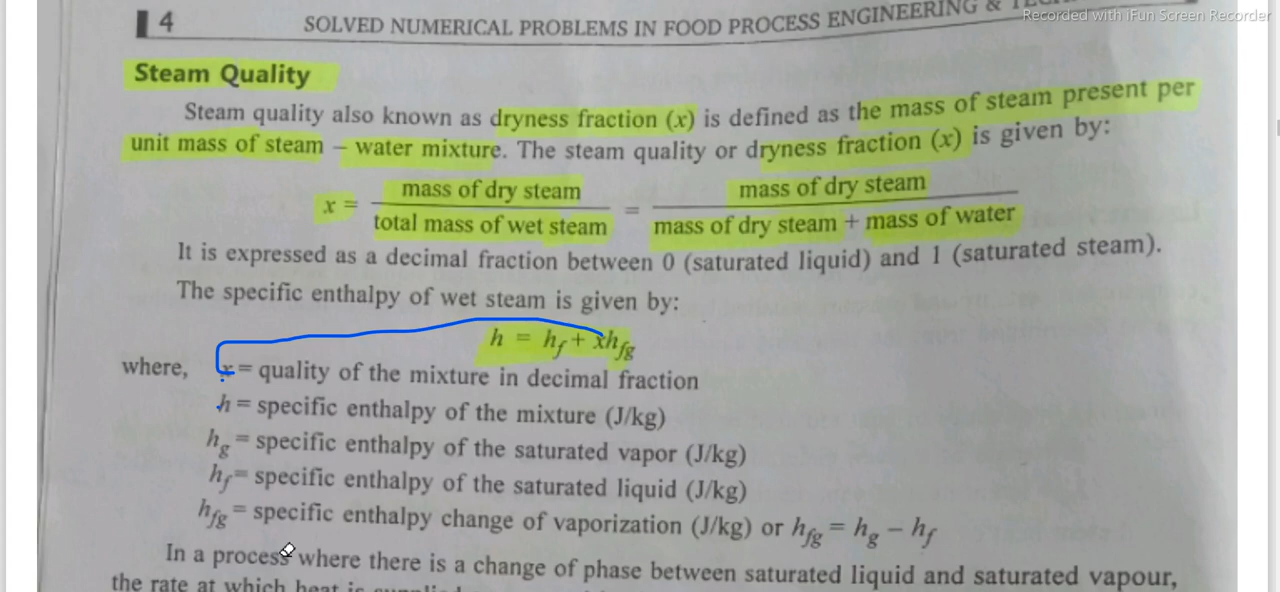 4 SOLVED NUMERICAL PROBLEMS IN FOOD PROCESS ENGINEERING &
Recorded with iFun Screen Recorder
Steam Quality
Steam quality also known as dryness fraction (x) is defined as the mass of steam present per
unit mass of steam – water mixture. The steam quality or dryness fraction (x) is given by:
x = mass of dry steam / total mass of wet steam = mass of dry steam / mass of dry steam + mass of water
It is expressed as a decimal fraction between 0 (saturated liquid) and 1 (saturated steam).
The specific enthalpy of wet steam is given by:
h = h_f + xh_fg
where, x = quality of the mixture in decimal fraction
h = specific enthalpy of the mixture (J/kg)
h_g = specific enthalpy of the saturated vapor (J/kg)
h_f = specific enthalpy of the saturated liquid (J/kg)
h_fg = specific enthalpy change of vaporization (J/kg) or h_fg = h_g – h_f
In a process where there is a change of phase between saturated liquid and saturated vapour,
the rate at which heat is